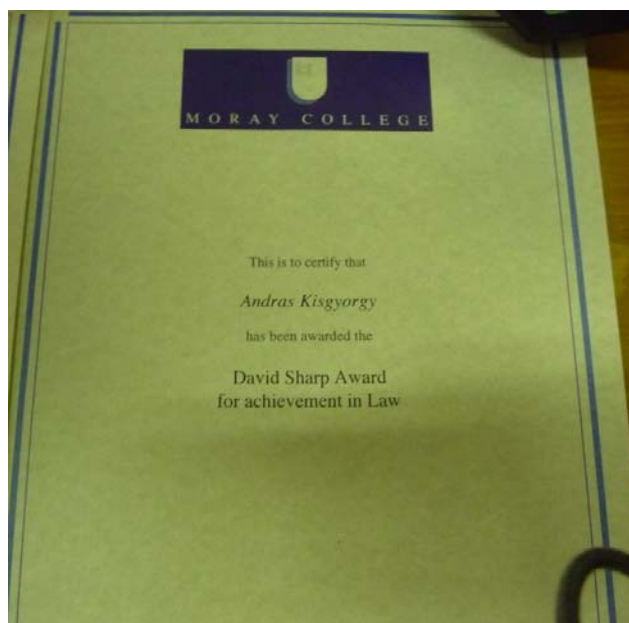 MORAY COLLEGE
This is to certify that
Andras Kisgyorgy
has been awarded the
David Sharp Award
for achievement in Law